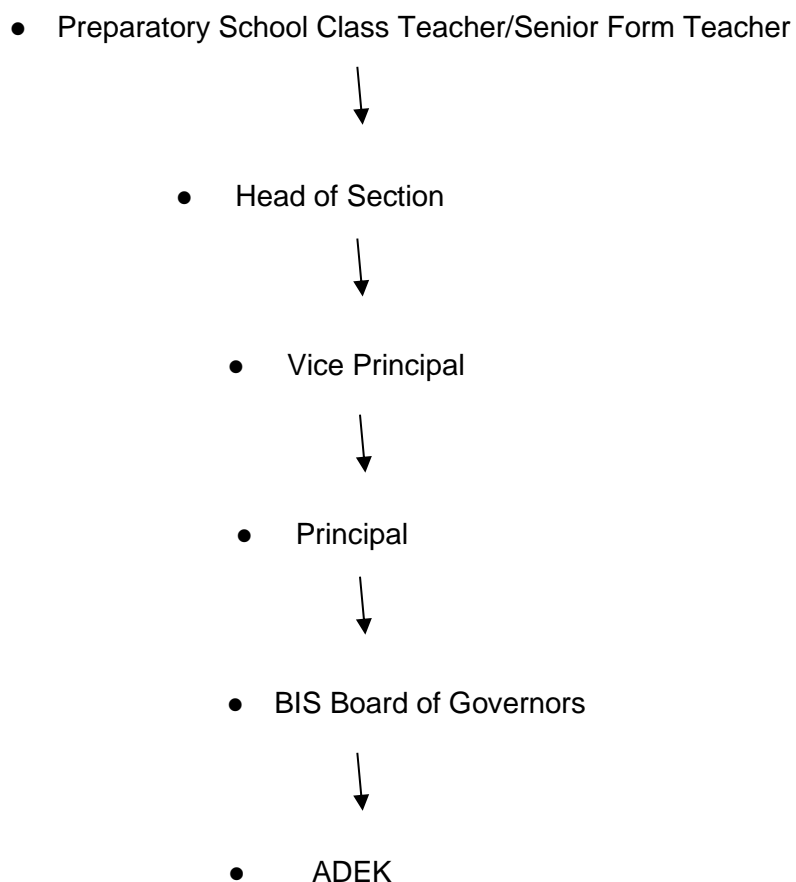 ● Preparatory School Class Teacher/Senior Form Teacher
● Head of Section
● Vice Principal
● Principal
● BIS Board of Governors
● ADEK